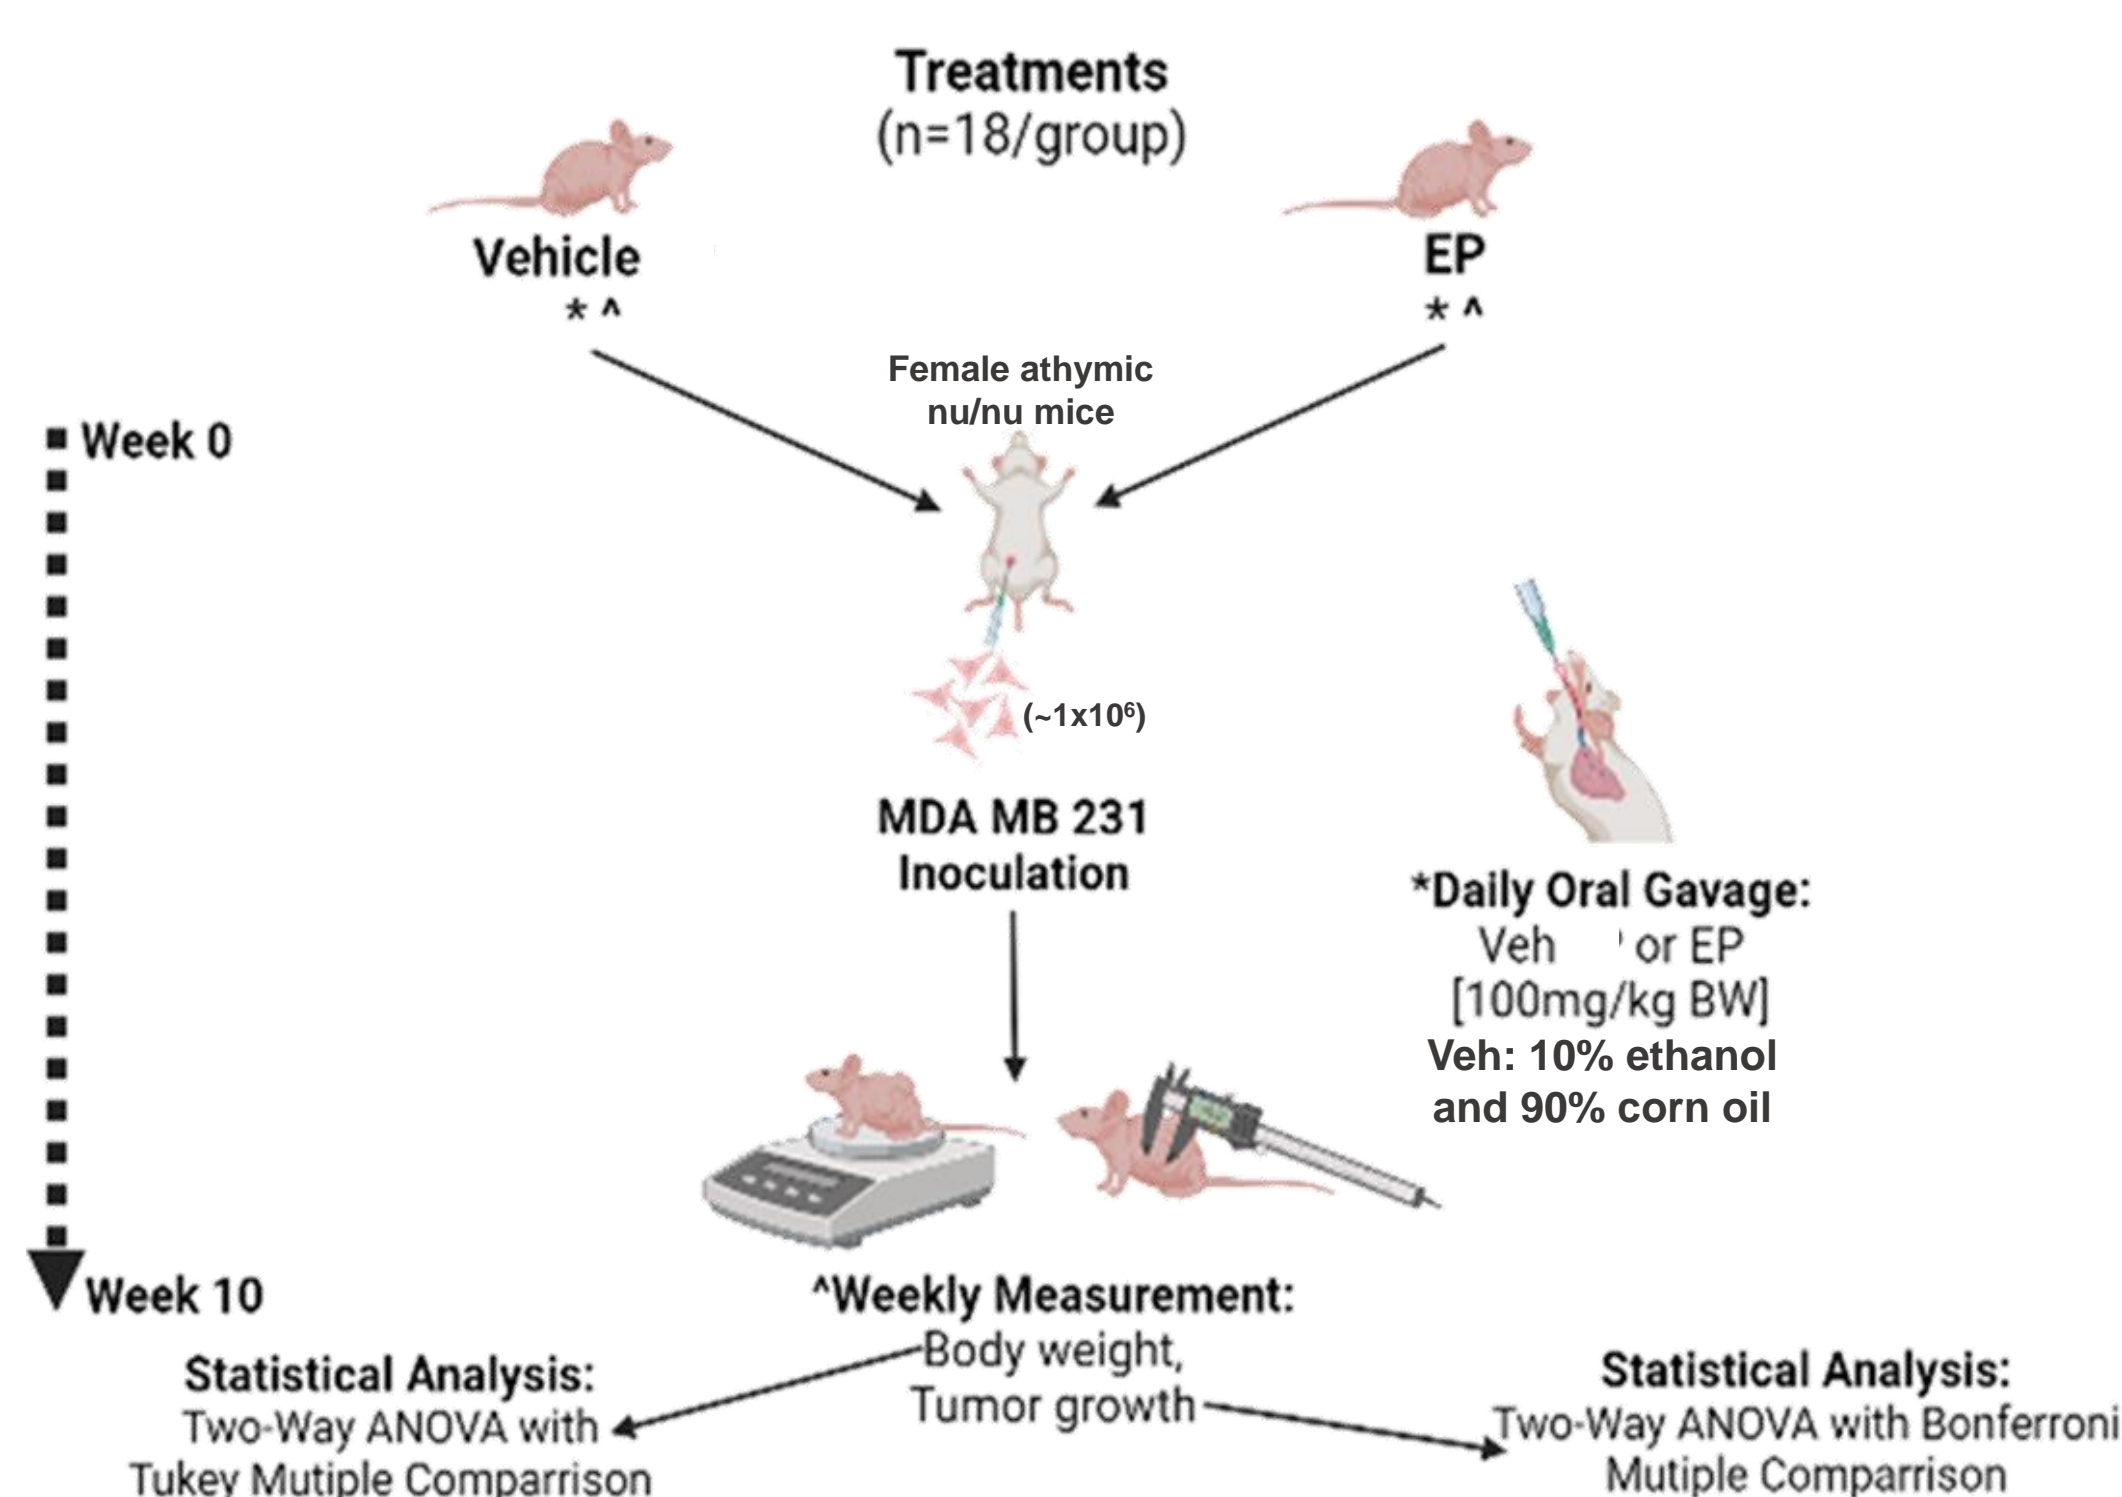 Treatments
(n=18/group)
Vehicle
* ^
EP
* ^
Female athymic
nu/nu mice
Week 0
(~1x10⁶)
MDA MB 231
Inoculation
*Daily Oral Gavage:
Veh or EP
[100mg/kg BW]
Veh: 10% ethanol
and 90% corn oil
Week 10
^Weekly Measurement:
Body weight,
Tumor growth
Statistical Analysis:
Two-Way ANOVA with
Tukey Mutiple Comparrison
Statistical Analysis:
Two-Way ANOVA with Bonferroni
Mutiple Comparrison